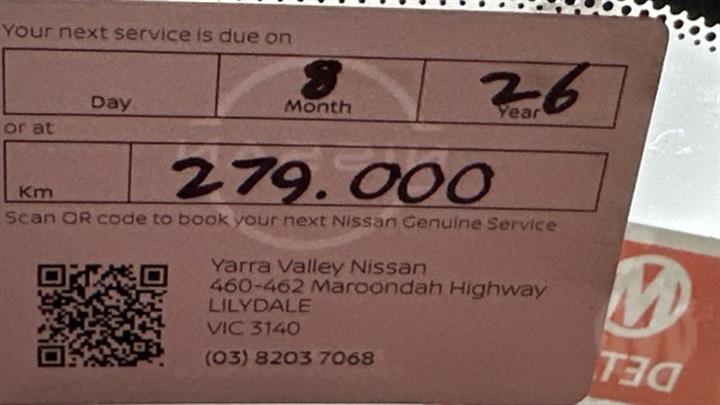 Your next service is due on
8 26
Day Month Year
or at
Km 279.000
Scan QR code to book your next Nissan Genuine Service
Yarra Valley Nissan
460-462 Maroondah Highway
LILYDALE
VIC 3140
(03) 8203 7068